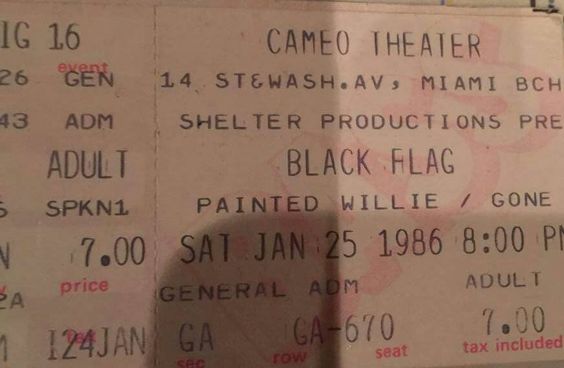 IG 16 CAMEO THEATER
event
26 GEN 14 ST&WASH.AV, MIAMI BCH
43 ADM SHELTER PRODUCTIONS PRE
ADULT BLACK FLAG
SPKN1 PAINTED WILLIE / GONE
7.00 SAT JAN 25 1986 8:00 P
price
GENERAL ADM ADULT
124JAN GA GA-670 7.00
sec row seat tax included